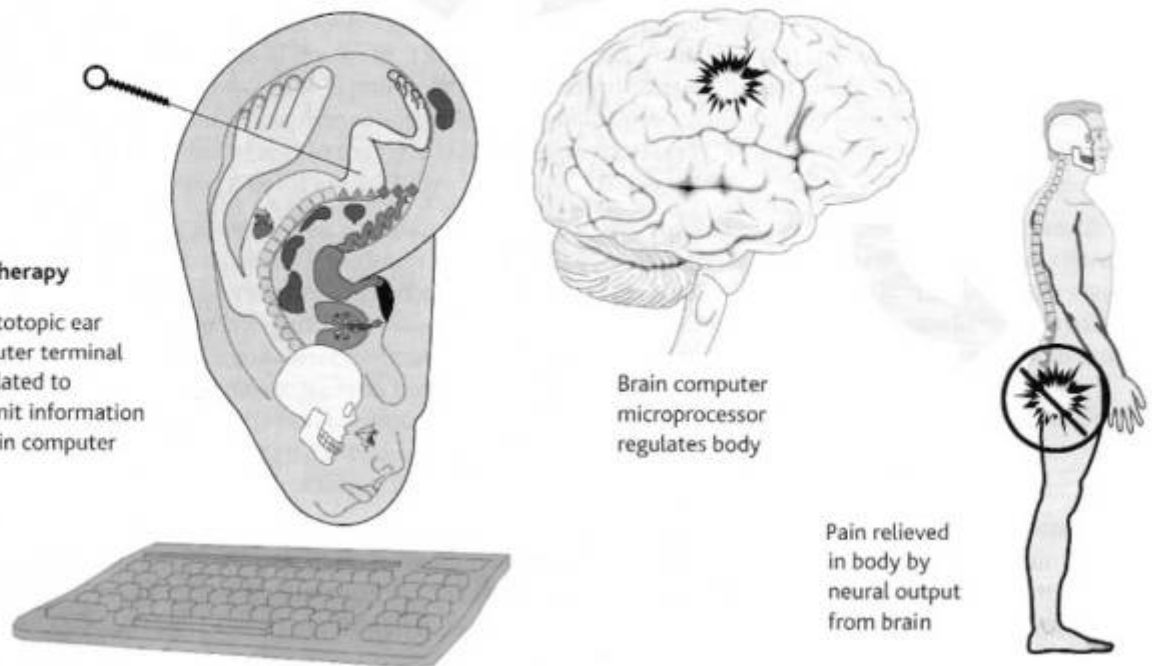 herapy
totopic ear
uter terminal
lated to
nit information
in computer
Brain computer
microprocessor
regulates body
Pain relieved
in body by
neural output
from brain